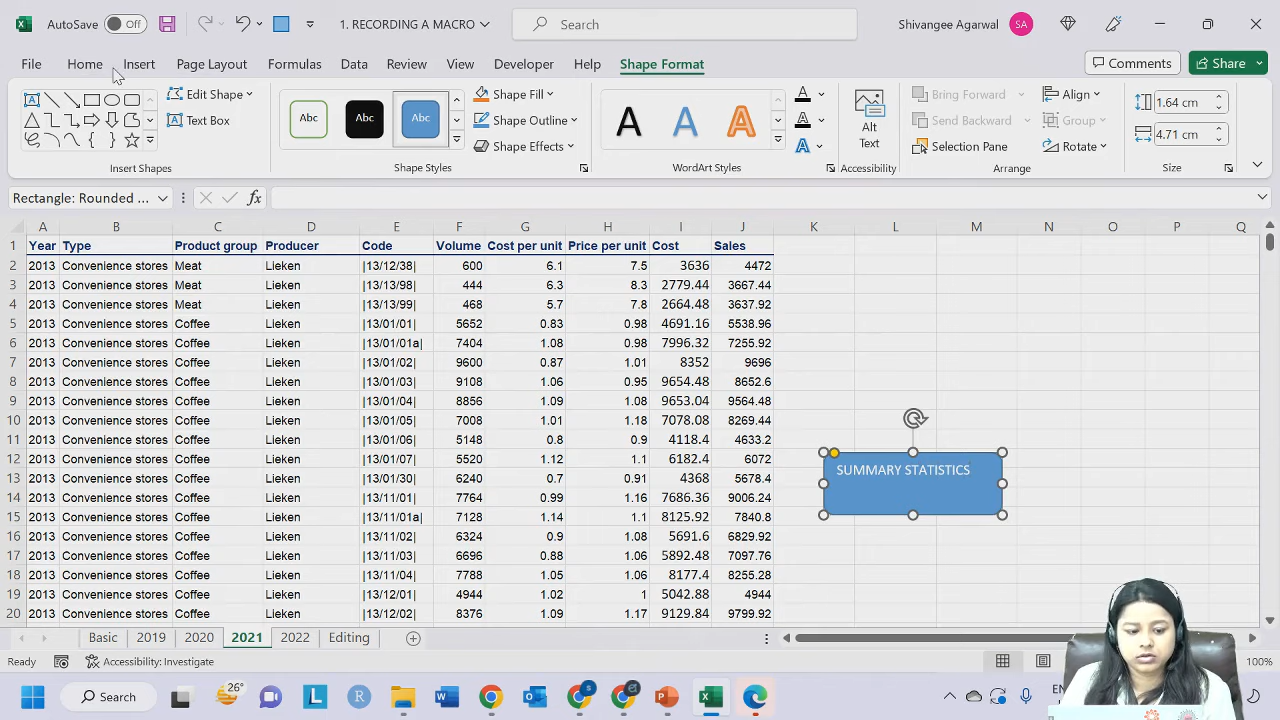 AutoSave Off 1. RECORDING A MACRO Search Shivangee Agarwal SA
File Home Insert Page Layout Formulas Data Review View Developer Help Shape Format Comments Share
Edit Shape
Text Box
Insert Shapes
Abc Abc Abc
Shape Fill
Shape Outline
Shape Effects
Shape Styles
A A A
WordArt Styles
Alt Text
Accessibility
Bring Forward
Send Backward
Selection Pane
Align
Group
Rotate
Arrange
1.64 cm
4.71 cm
Size
Rectangle: Rounded ... fx
A B C D E F G H I J K L M N O P Q
1 Year Type Product group Producer Code Volume Cost per unit Price per unit Cost Sales
2 2013 Convenience stores Meat Lieken |13/12/38| 600 6.1 7.5 3636 4472
3 2013 Convenience stores Meat Lieken |13/13/98| 444 6.3 8.3 2779.44 3667.44
4 2013 Convenience stores Meat Lieken |13/13/99| 468 5.7 7.8 2664.48 3637.92
5 2013 Convenience stores Coffee Lieken |13/01/01| 5652 0.83 0.98 4691.16 5538.96
6 2013 Convenience stores Coffee Lieken |13/01/01a| 7404 1.08 0.98 7996.32 7255.92
7 2013 Convenience stores Coffee Lieken |13/01/02| 9600 0.87 1.01 8352 9696
8 2013 Convenience stores Coffee Lieken |13/01/03| 9108 1.06 0.95 9654.48 8652.6
9 2013 Convenience stores Coffee Lieken |13/01/04| 8856 1.09 1.08 9653.04 9564.48
10 2013 Convenience stores Coffee Lieken |13/01/05| 7008 1.01 1.18 7078.08 8269.44
11 2013 Convenience stores Coffee Lieken |13/01/06| 5148 0.8 0.9 4118.4 4633.2
12 2013 Convenience stores Coffee Lieken |13/01/07| 5520 1.12 1.1 6182.4 6072
SUMMARY STATISTICS
13 2013 Convenience stores Coffee Lieken |13/01/30| 6240 0.7 0.91 4368 5678.4
14 2013 Convenience stores Coffee Lieken |13/11/01| 7764 0.99 1.16 7686.36 9006.24
15 2013 Convenience stores Coffee Lieken |13/11/01a| 7128 1.14 1.1 8125.92 7840.8
16 2013 Convenience stores Coffee Lieken |13/11/02| 6324 0.9 1.08 5691.6 6829.92
17 2013 Convenience stores Coffee Lieken |13/11/03| 6696 0.88 1.06 5892.48 7097.76
18 2013 Convenience stores Coffee Lieken |13/11/04| 7788 1.05 1.06 8177.4 8255.28
19 2013 Convenience stores Coffee Lieken |13/12/01| 4944 1.02 1 5042.88 4944
20 2013 Convenience stores Coffee Lieken |13/12/02| 8376 1.09 1.17 9129.84 9799.92
Basic 2019 2020 2021 2022 Editing
Ready Accessibility: Investigate 100%
Search 26° L R